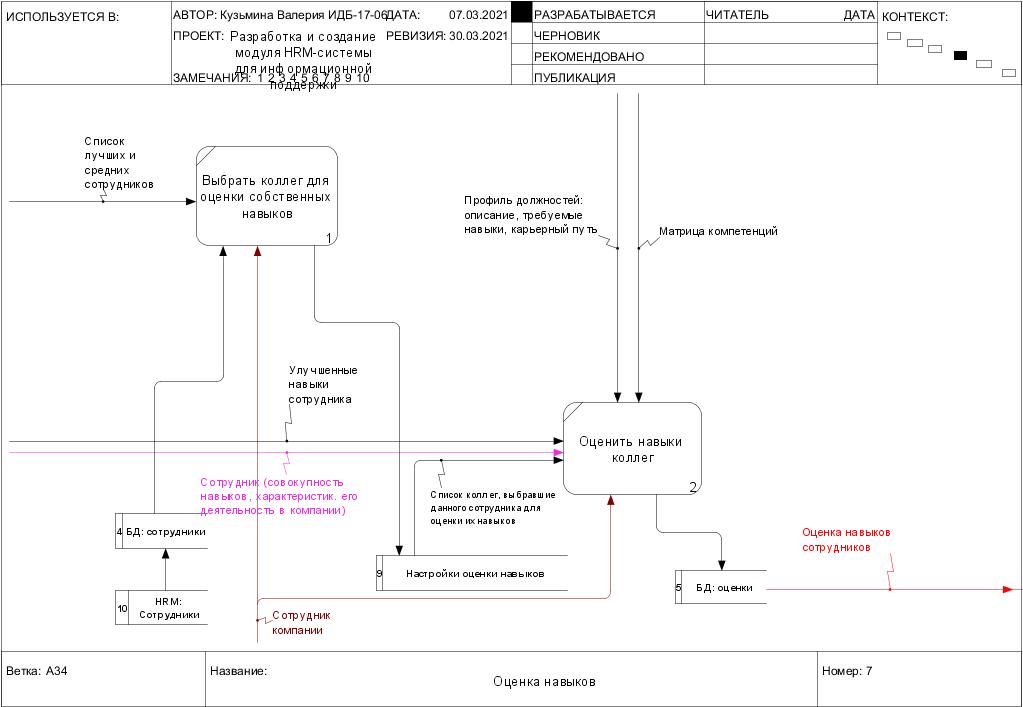 ИСПОЛЬЗУЕТСЯ В:
АВТОР: Кузьмина Валерия ИДБ-17-06
ДАТА: 07.03.2021
РАЗРАБАТЫВАЕТСЯ
ЧИТАТЕЛЬ
ДАТА
КОНТЕКСТ:
ПРОЕКТ: Разработка и создание
модуля HRM-системы
для информационной
поддержки
РЕВИЗИЯ: 30.03.2021
ЧЕРНОВИК
РЕКОМЕНДОВАНО
ЗАМЕЧАНИЯ: 1 2 3 4 5 6 7 8 9 10
ПУБЛИКАЦИЯ
Список
лучших и
средних
сотрудников
Выбрать коллег для
оценки собственных
навыков
1
Профиль должностей:
описание, требуемые
навыки, карьерный путь
Матрица компетенций
Улучшенные
навыки
сотрудника
Оценить навыки
коллег
2
Сотрудник (совокупность
навыков, характеристик. его
деятельность в компании)
Список коллег, выбравшие
данного сотрудника для
оценки их навыков
4 БД: сотрудники
Оценка навыков
сотрудников
9 Настройки оценки навыков
5 БД: оценки
10 HRM:
Сотрудники
Сотрудник
компании
Ветка: A34
Название:
Оценка навыков
Номер: 7